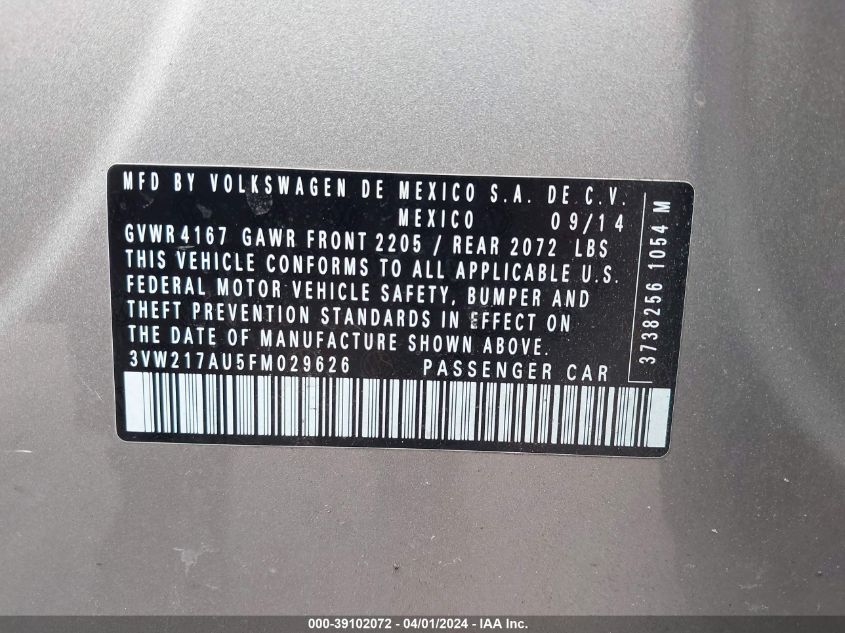 MFD BY VOLKSWAGEN DE MEXICO S.A. DE C.V.
MEXICO 09/14
GVWR 4167 GAWR FRONT 2205 / REAR 2072 LBS
THIS VEHICLE CONFORMS TO ALL APPLICABLE U.S.
FEDERAL MOTOR VEHICLE SAFETY, BUMPER AND
THEFT PREVENTION STANDARDS IN EFFECT ON
THE DATE OF MANUFACTURE SHOWN ABOVE.
3VW217AU5FM029626 PASSENGER CAR
3738256 1054 M
000-39102072 - 04/01/2024 - IAA Inc.